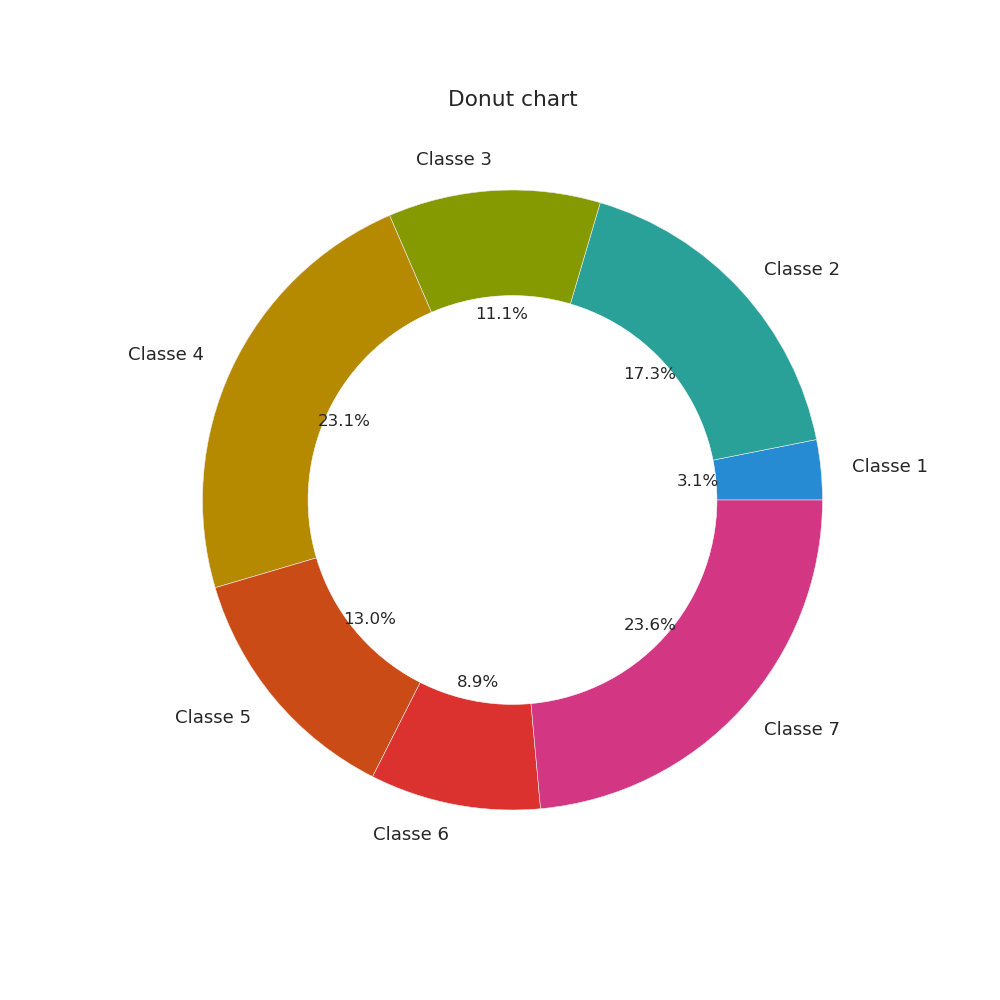 Donut chart
Classe 3
11.1%
Classe 2
17.3%
Classe 4
23.1%
Classe 1
3.1%
Classe 5
13.0%
Classe 7
23.6%
Classe 6
8.9%